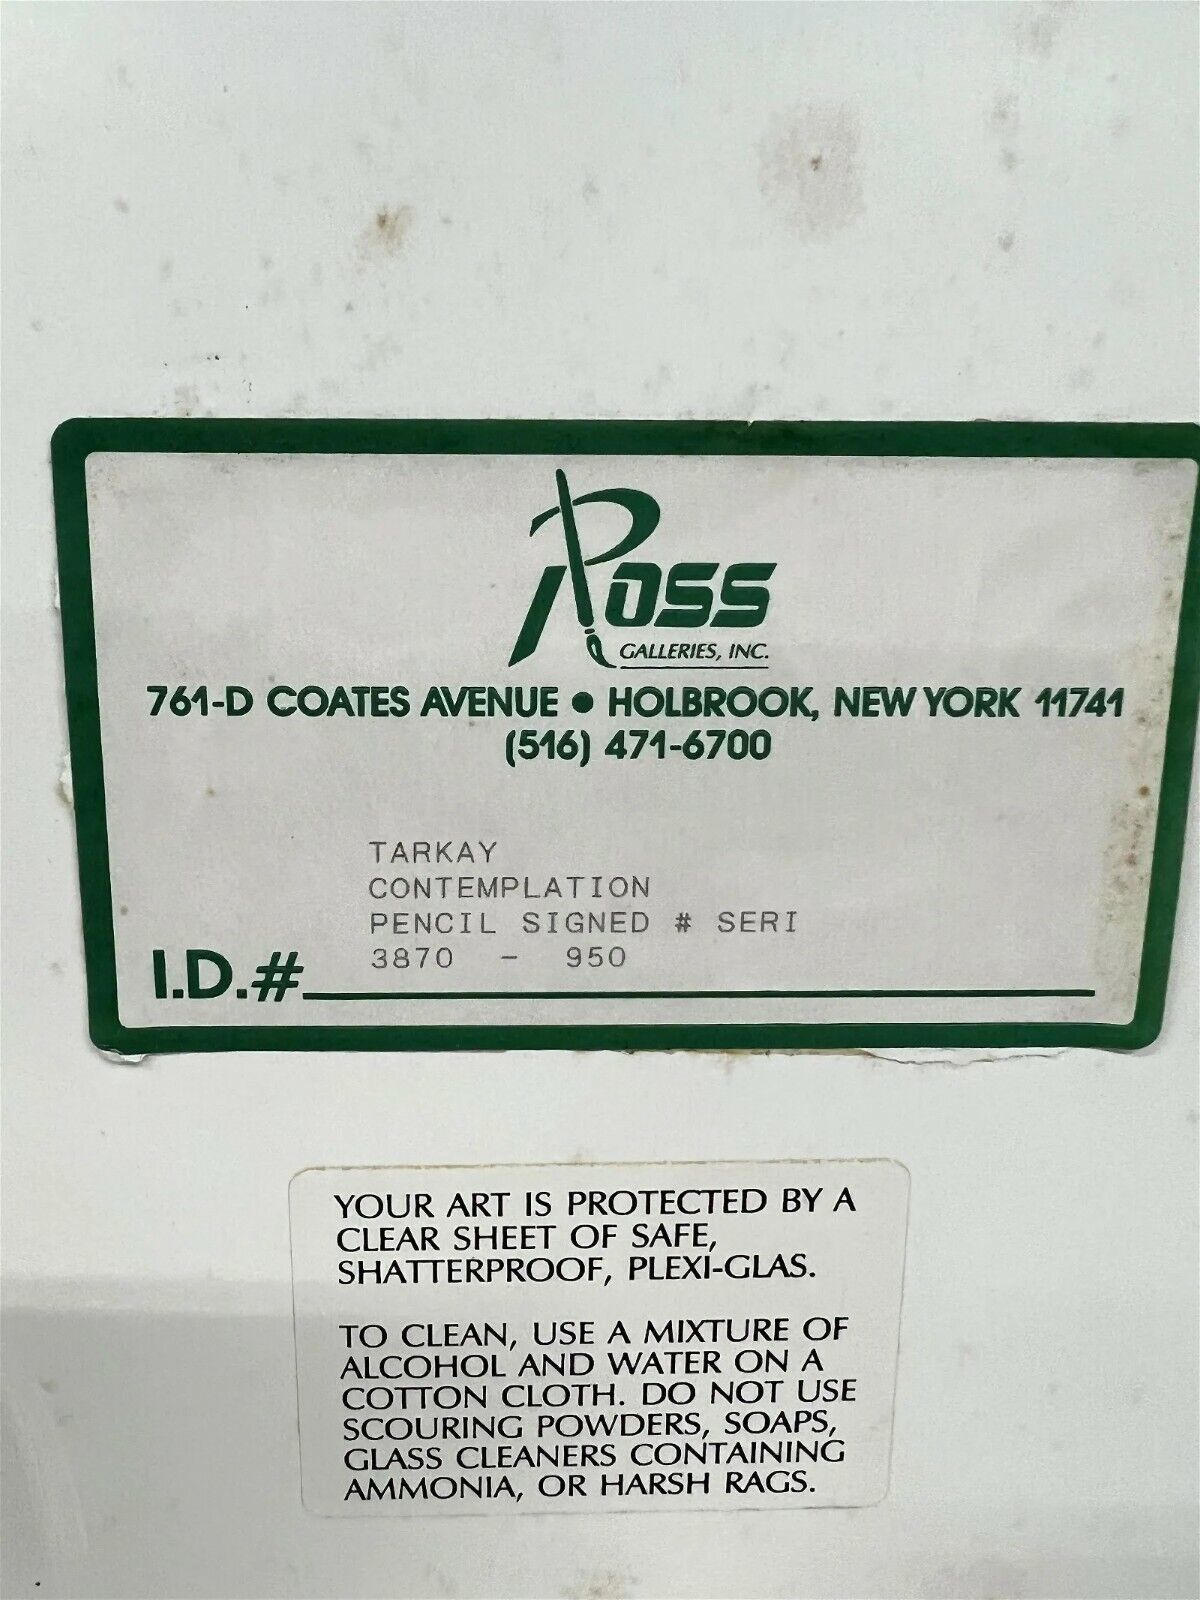 ROSS
GALLERIES, INC.
761-D COATES AVENUE • HOLBROOK, NEW YORK 11741
(516) 471-6700
TARKAY
CONTEMPLATION
PENCIL SIGNED # SERI
3870 - 950
I.D.#
YOUR ART IS PROTECTED BY A
CLEAR SHEET OF SAFE,
SHATTERPROOF, PLEXI-GLAS.
TO CLEAN, USE A MIXTURE OF
ALCOHOL AND WATER ON A
COTTON CLOTH. DO NOT USE
SCOURING POWDERS, SOAPS,
GLASS CLEANERS CONTAINING
AMMONIA, OR HARSH RAGS.